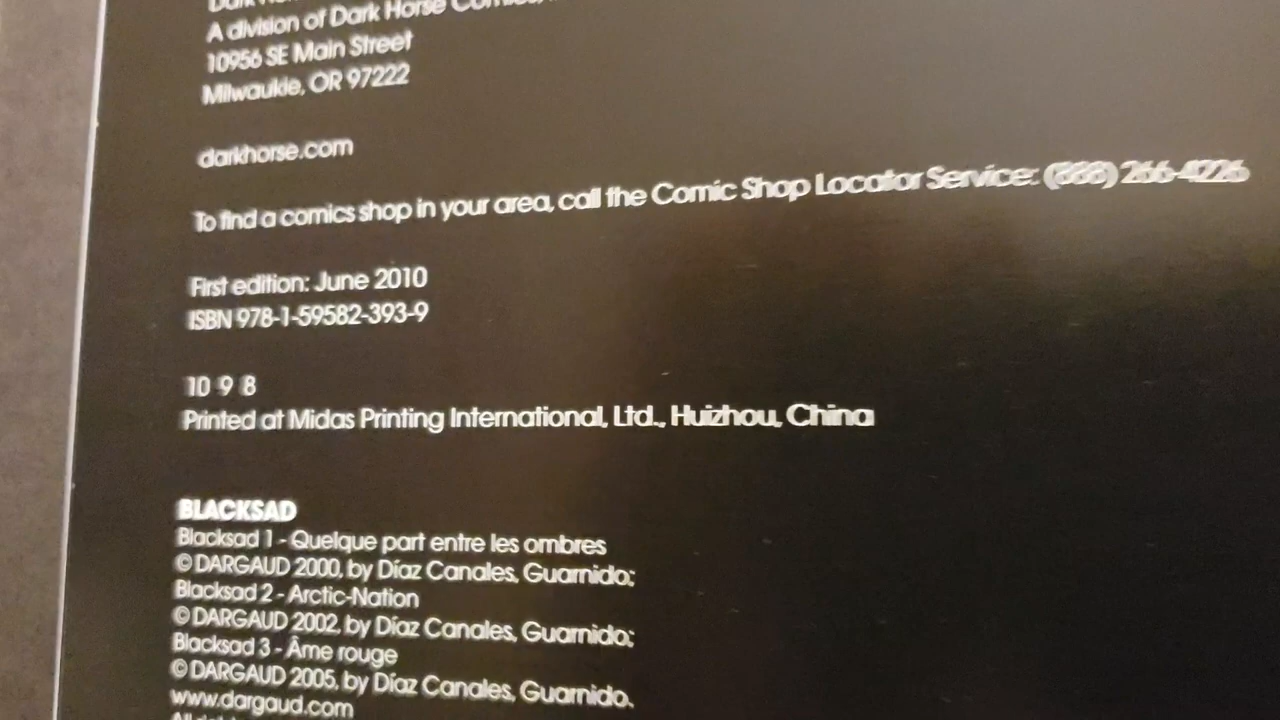 A division of Dark Horse Comics,
10956 SE Main Street
Milwaukie, OR 97222
darkhorse.com
To find a comics shop in your area, call the Comic Shop Locator Service: (888) 266-4226
First edition: June 2010
ISBN 978-1-59582-393-9
10 9 8
Printed at Midas Printing International, Ltd., Huizhou, China
BLACKSAD
Blacksad 1 - Quelque part entre les ombres
© DARGAUD 2000, by Díaz Canales, Guarnido;
Blacksad 2 - Arctic-Nation
© DARGAUD 2002, by Díaz Canales, Guarnido;
Blacksad 3 - Âme rouge
© DARGAUD 2005, by Díaz Canales, Guarnido.
www.dargaud.com